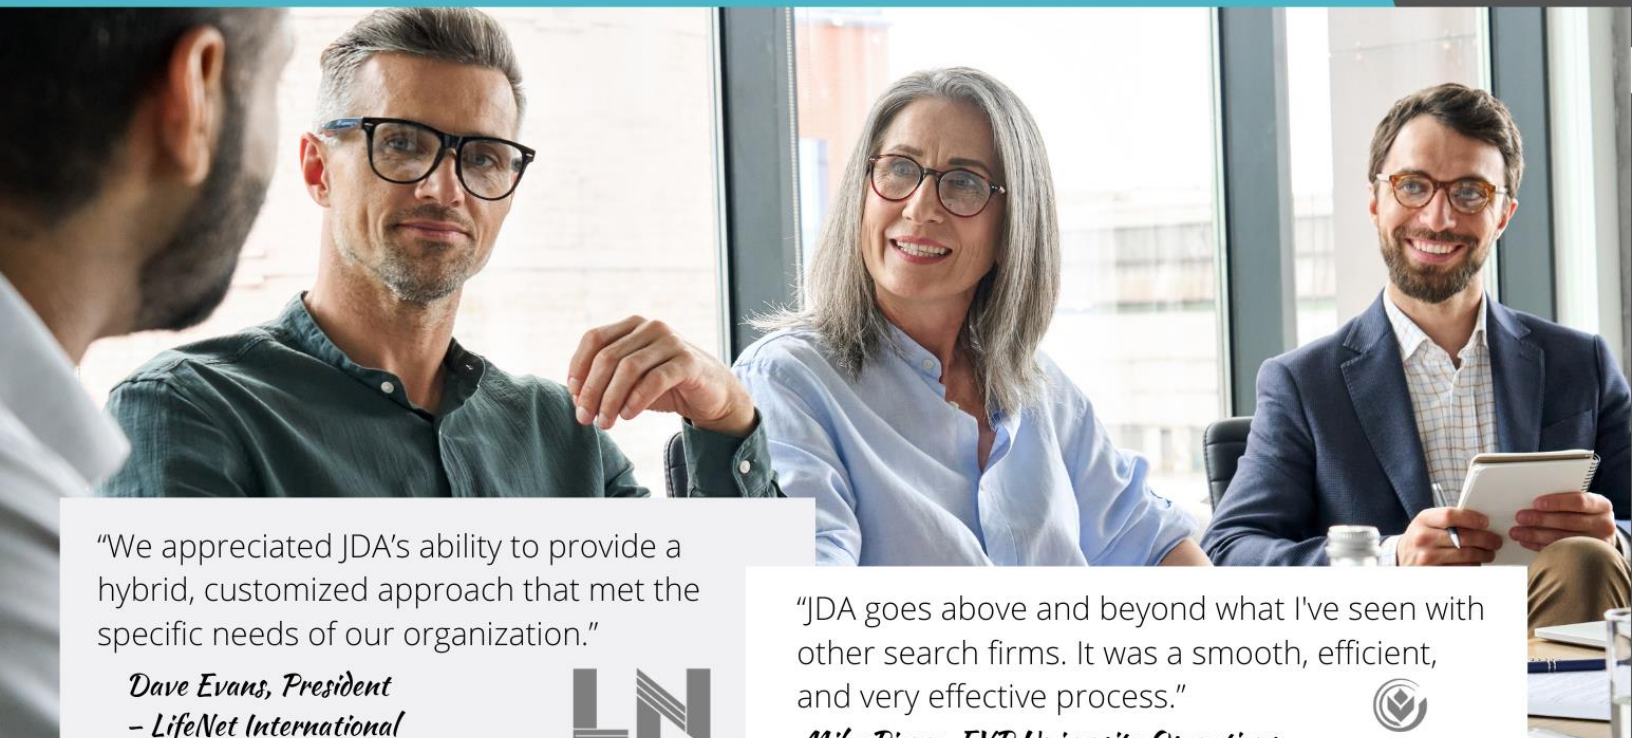 “We appreciated JDA’s ability to provide a
hybrid, customized approach that met the
specific needs of our organization.”
Dave Evans, President
– LifeNet International
LN
“JDA goes above and beyond what I've seen with
other search firms. It was a smooth, efficient,
and very effective process.”